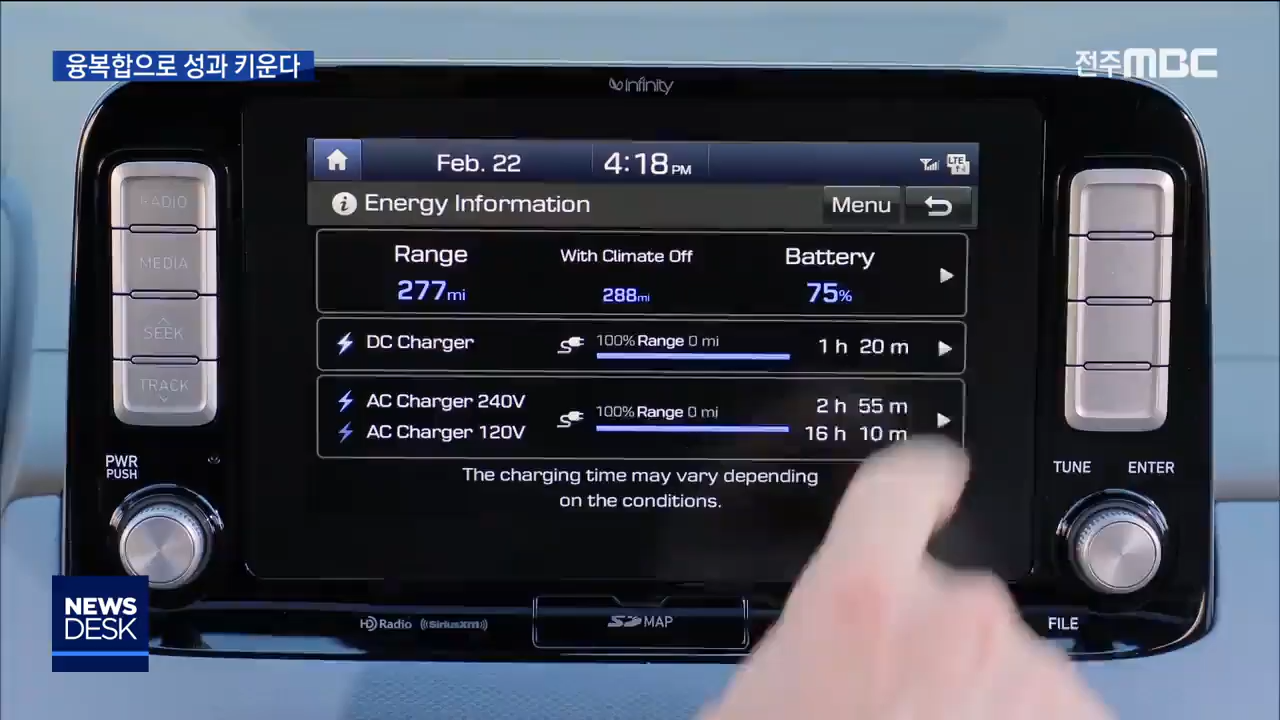 융복합으로 성과 키운다
전주MBC
infinity
Feb. 22
4:18 PM
LTE
Energy Information
Menu
Range
With Climate Off
Battery
277mi
288mi
75%
DC Charger
100% Range 0 mi
1 h 20 m
AC Charger 240V
AC Charger 120V
100% Range 0 mi
2 h 55 m
16 h 10 m
The charging time may vary depending
on the conditions.
RADIO
MEDIA
SEEK
TRACK
PWR
PUSH
TUNE
ENTER
FILE
HD Radio
SiriusXM
SD MAP
NEWS
DESK